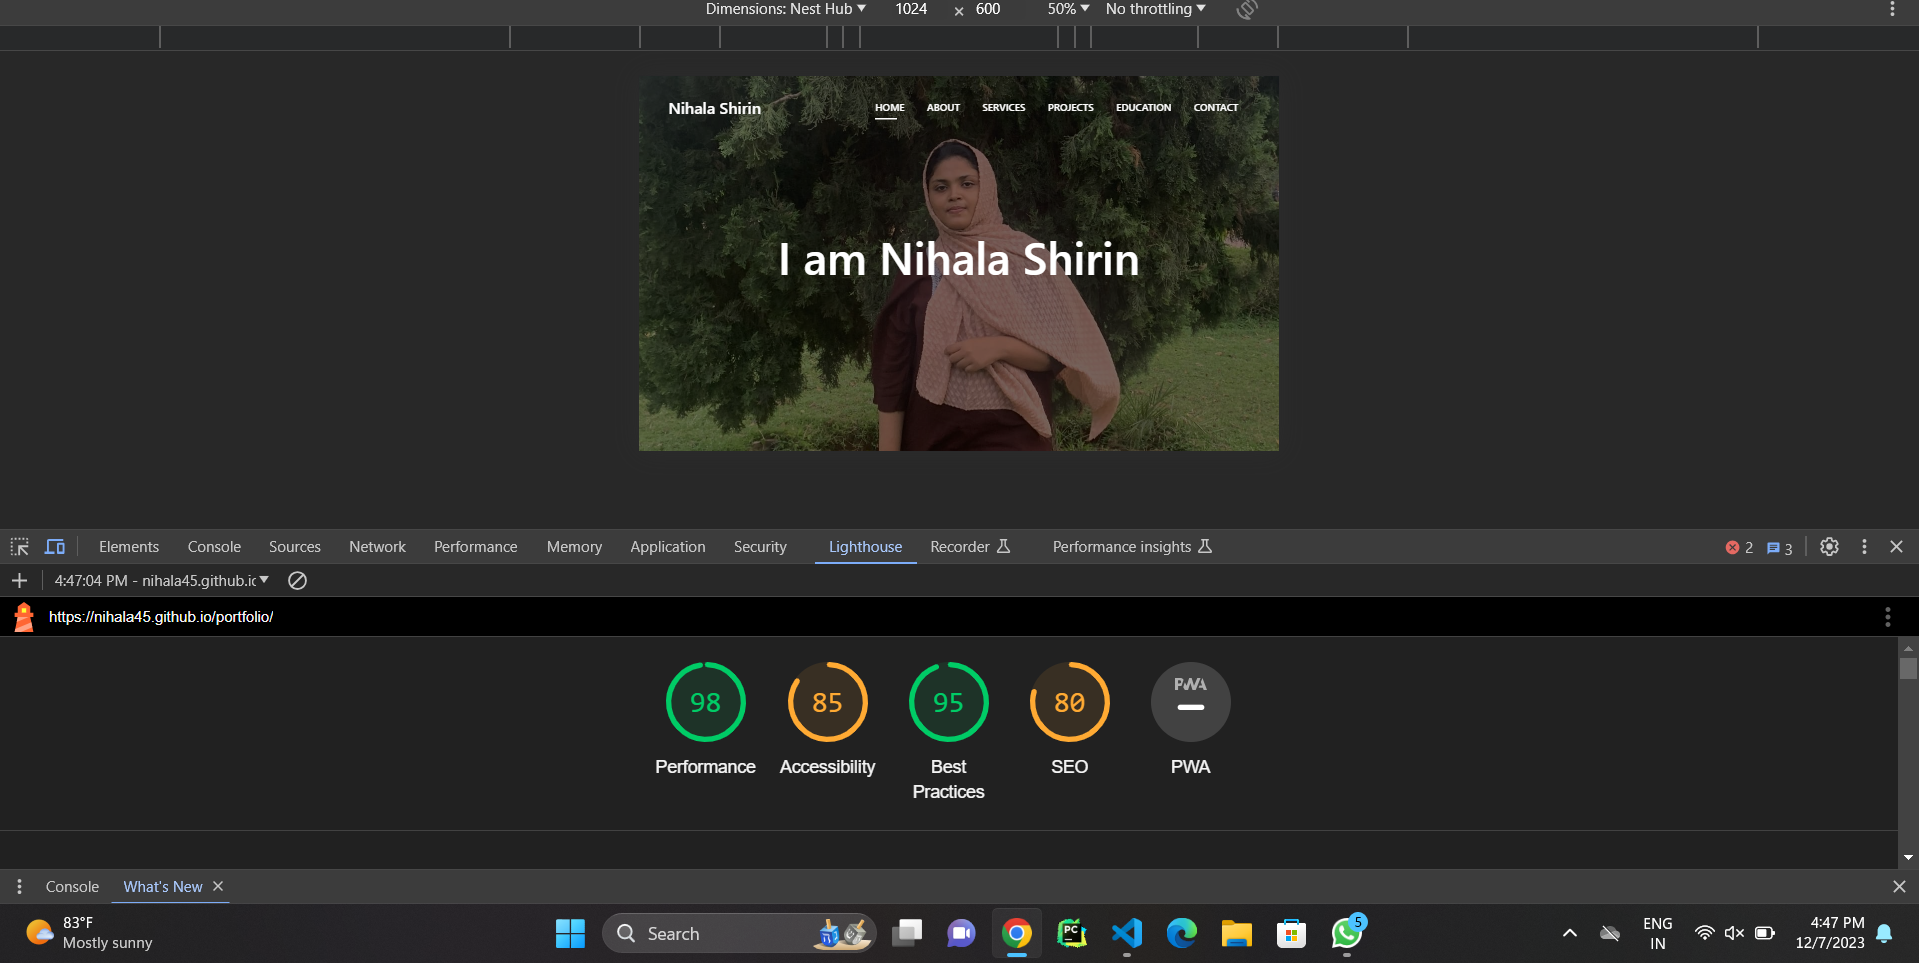 Dimensions: Nest Hub 1024 × 600 50% No throttling
Nihala Shirin HOME ABOUT SERVICES PROJECTS EDUCATION CONTACT
I am Nihala Shirin
Elements Console Sources Network Performance Memory Application Security Lighthouse Recorder Performance insights 2 3
4:47:04 PM - nihala45.github.ic
https://nihala45.github.io/portfolio/
98 85 95 80 PWA
Performance Accessibility Best Practices SEO PWA
Console What's New
83°F
Mostly sunny
Search
PC
5
ENG
IN
4:47 PM
12/7/2023